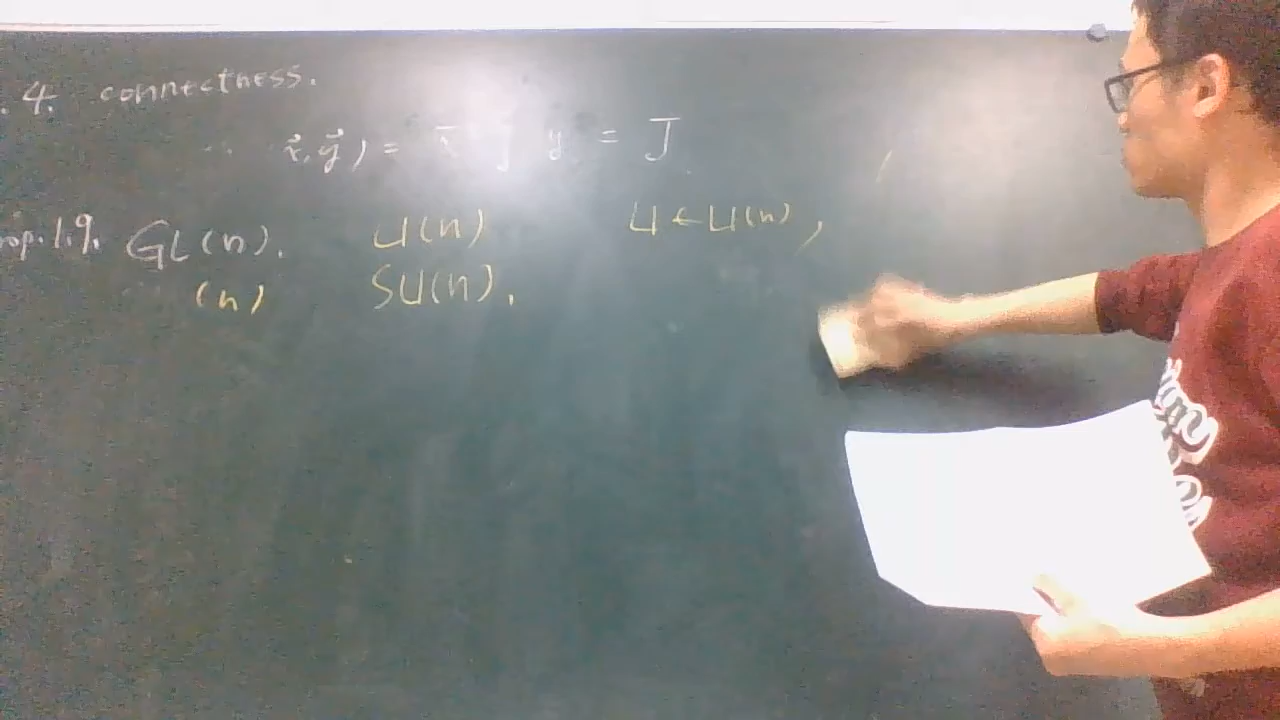 .4. connectness.
x⃗,y⃗) = x J y = J
op.1.9. GL(n). U(n) U ∈ U(n),
(n) SU(n).